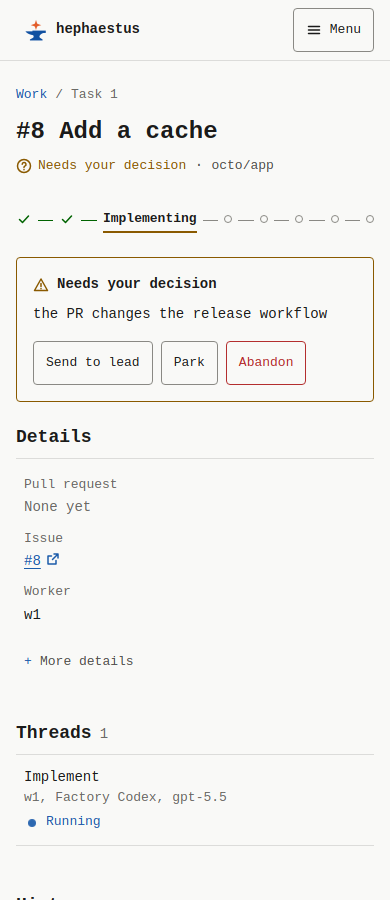 hephaestus
Menu
Work / Task 1
#8 Add a cache
Needs your decision · octo/app
Implementing
Needs your decision
the PR changes the release workflow
Send to lead
Park
Abandon
Details
Pull request
None yet
Issue
#8
Worker
w1
+ More details
Threads 1
Implement
w1, Factory Codex, gpt-5.5
Running